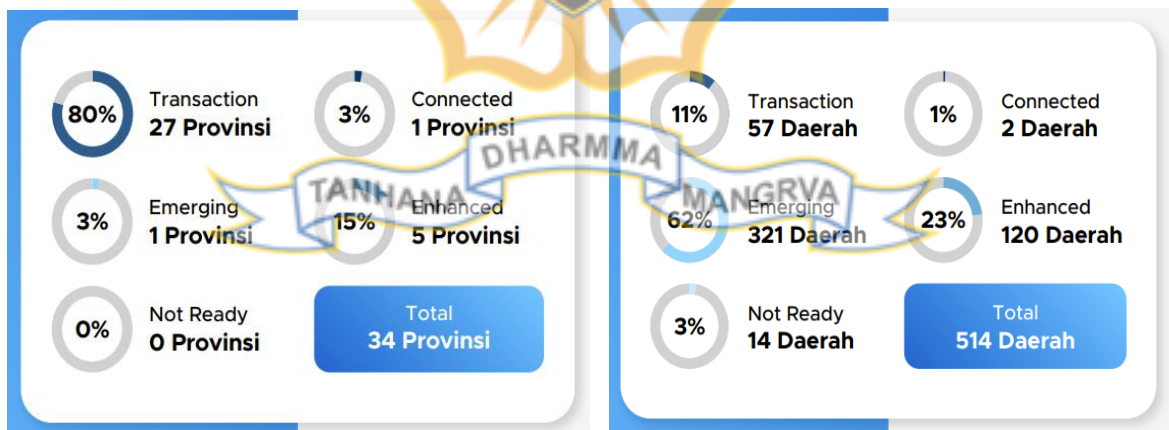 80%
Transaction
27 Provinsi
3%
Connected
1 Provinsi
3%
Emerging
1 Provinsi
15%
Enhanced
5 Provinsi
0%
Not Ready
0 Provinsi
Total
34 Provinsi
TANHANA DHARMMA MANGRVA
11%
Transaction
57 Daerah
1%
Connected
2 Daerah
62%
Emerging
321 Daerah
23%
Enhanced
120 Daerah
3%
Not Ready
14 Daerah
Total
514 Daerah